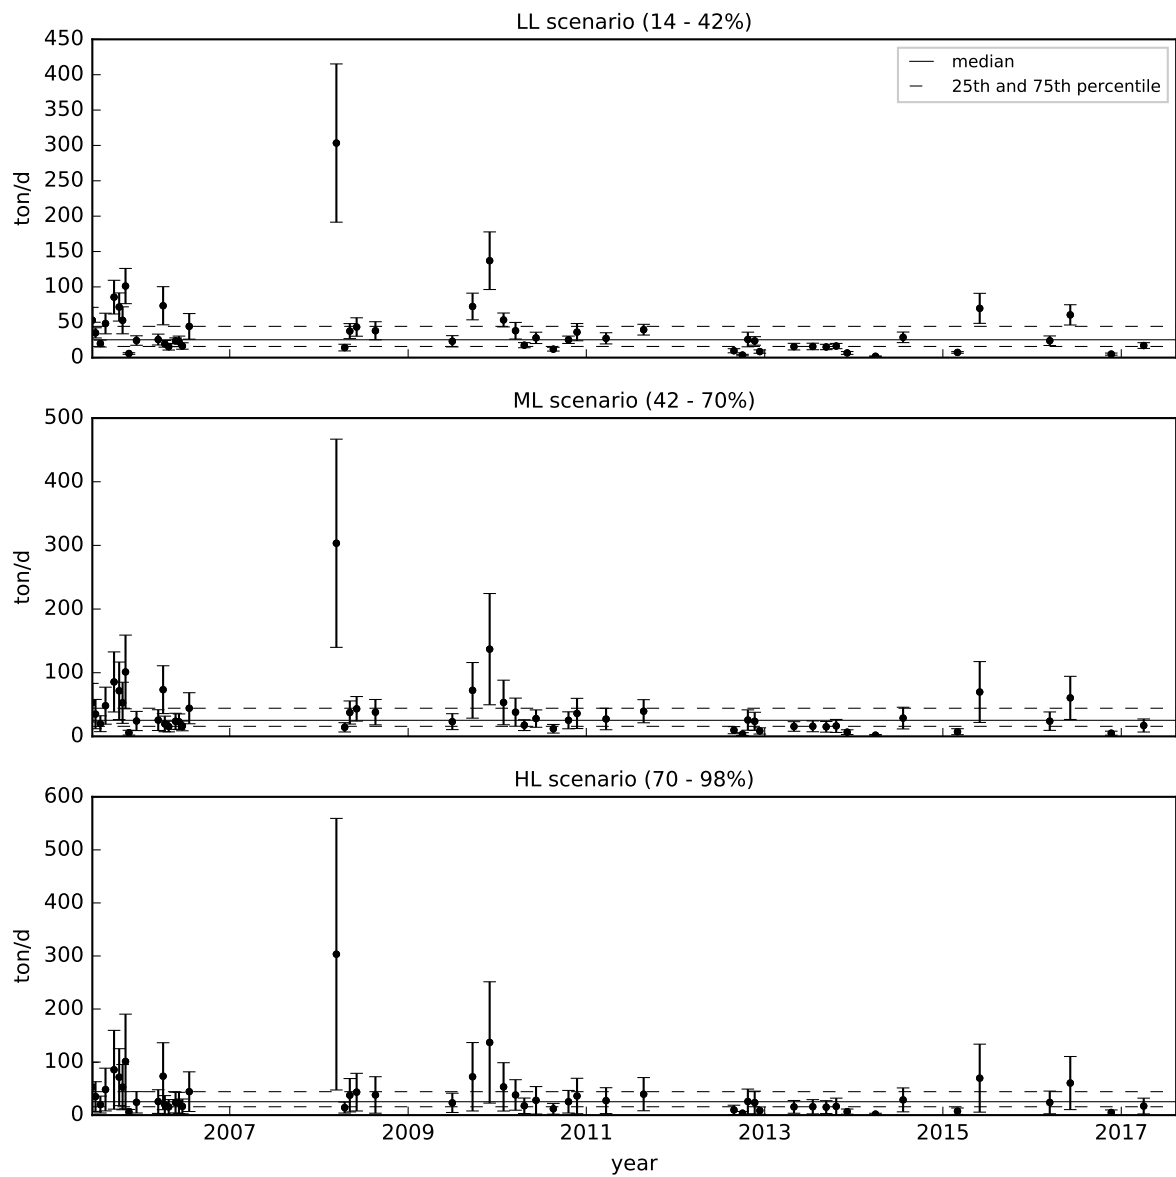 LL scenario (14 - 42%)
450
400
350
300
250
200
150
100
50
0
ton/d
median
25th and 75th percentile
ML scenario (42 - 70%)
500
400
300
200
100
0
ton/d
HL scenario (70 - 98%)
600
500
400
300
200
100
0
ton/d
2007 2009 2011 2013 2015 2017
year